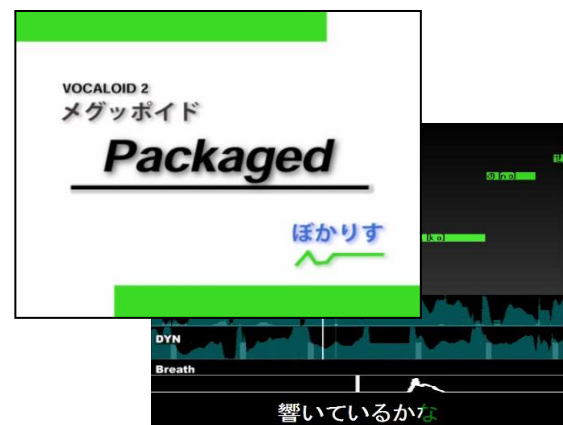 VOCALOID 2
メグッポイド
Packaged
ぼかりす
[n o]
[k o]
DYN
Breath
響いているかな